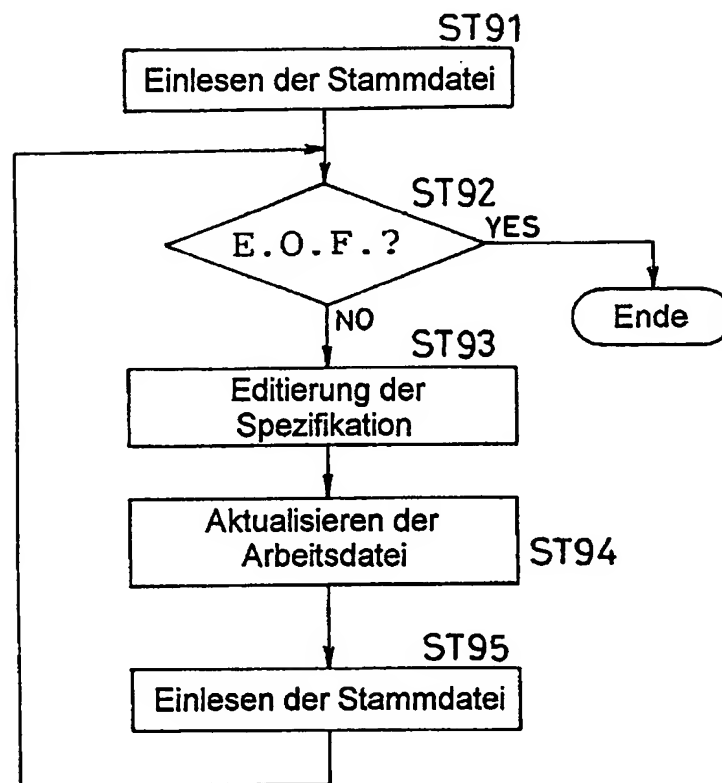 ST91
Einlesen der Stammdatei
ST92
E.O.F.?
YES
Ende
NO
ST93
Editierung der
Spezifikation
Aktualisieren der
Arbeitsdatei
ST94
ST95
Einlesen der Stammdatei